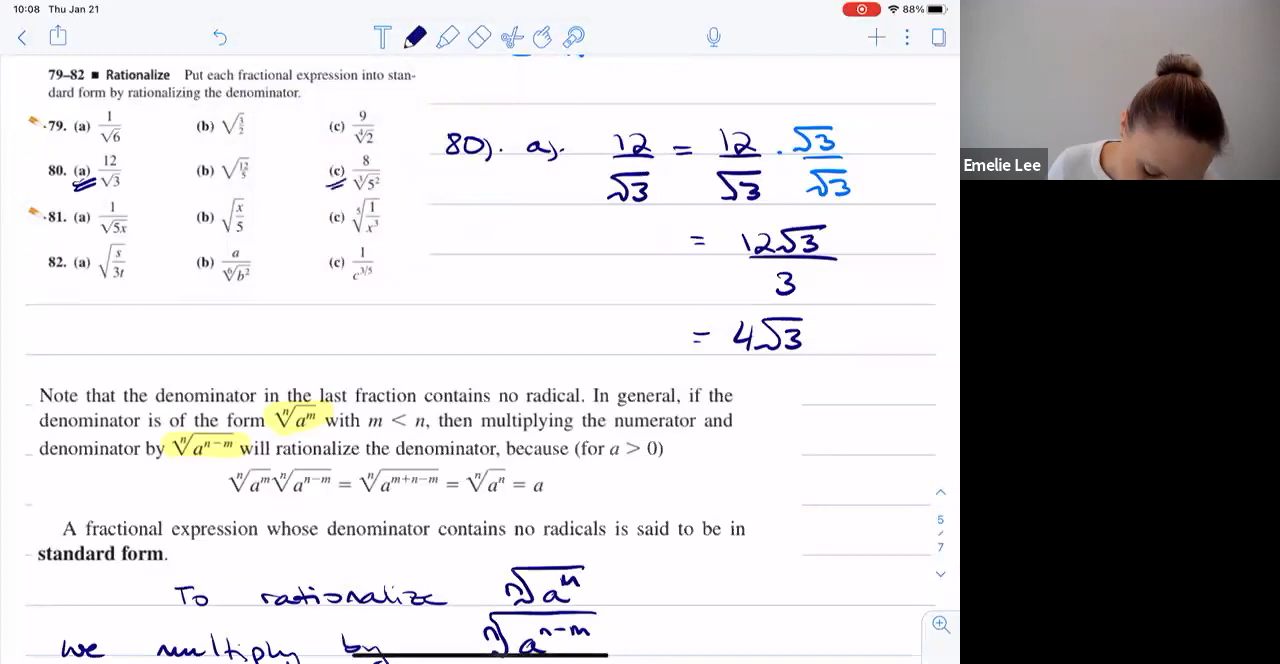 10:08 Thu Jan 21
88%
T
79–82 ■ Rationalize Put each fractional expression into stan-
dard form by rationalizing the denominator.
79. (a) 1/√6 (b) √(3/2) (c) 9/∜2
80. (a) 12/√3 (b) √(12/5) (c)
81. (a) 1/√5x (b) √(x/5) (c) ⁵√(1/x³)
82. (a) √(s/3t) (b) a/⁶√b² (c) 1/c^(3/5)
80). a). 12/√3 = 12/√3 · √3/√3
= 12√3/3
= 4√3
Emelie Lee
Note that the denominator in the last fraction contains no radical. In general, if the
denominator is of the form ⁿ√aᵐ with m < n, then multiplying the numerator and
denominator by ⁿ√aⁿ⁻ᵐ will rationalize the denominator, because (for a > 0)
ⁿ√aᵐ ⁿ√aⁿ⁻ᵐ = ⁿ√aᵐ⁺ⁿ⁻ᵐ = ⁿ√aⁿ = a
A fractional expression whose denominator contains no radicals is said to be in
standard form.
To rationalize ⁿ√aᵐ
we multiply by ⁿ√aⁿ⁻ᵐ
5
/
7